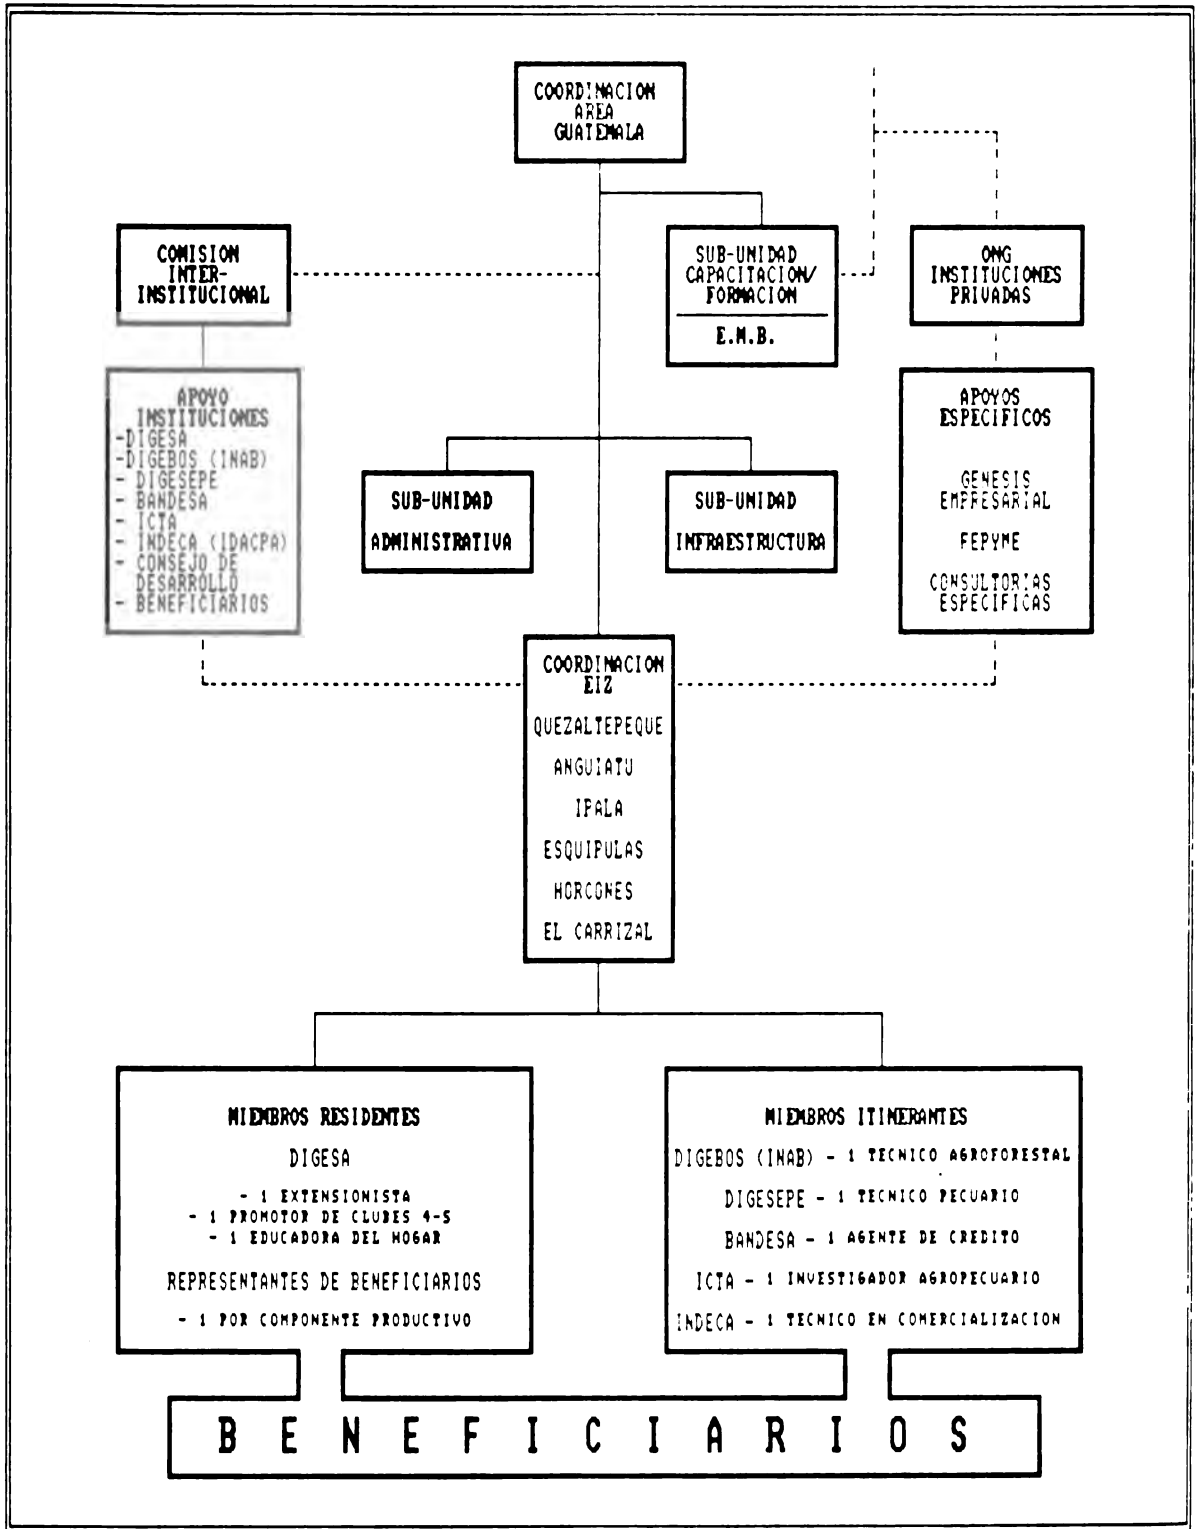 COORDINACION
AREA
GUATEMALA
COMISION
INTER-
INSTITUCIONAL
SUB-UNIDAD
CAPACITACION/
FORMACION
E.M.B.
ONG
INSTITUCIONES
PRIVADAS
APOYO
INSTITUCIONES
-DIGESA
-DIGEBOS (INAB)
- DIGESEPE
- BANDESA
- ICTA
- INDECA (IDACPA)
- CONSEJO DE
DESARROLLO
- BENEFICIARIOS
SUB-UNIDAD
ADMINISTRATIVA
SUB-UNIDAD
INFRAESTRUCTURA
APOYOS
ESPECIFICOS
GENESIS
EMPRESARIAL
FEPYME
CONSULTORIAS
ESPECIFICAS
COORDINACION
EIZ
QUEZALTEPEQUE
ANGUIATU
IPALA
ESQUIPULAS
HORCONES
EL CARRIZAL
MIEMBROS RESIDENTES
DIGESA
- 1 EXTENSIONISTA
- 1 PROMOTOR DE CLUBES 4-S
- 1 EDUCADORA DEL HOGAR
REPRESENTANTES DE BENEFICIARIOS
- 1 POR COMPONENTE PRODUCTIVO
MIEMBROS ITINERANTES
DIGEBOS (INAB) - 1 TECNICO AGROFORESTAL
DIGESEPE - 1 TECNICO PECUARIO
BANDESA - 1 AGENTE DE CREDITO
ICTA - 1 INVESTIGADOR AGROPECUARIO
INDECA - 1 TECNICO EN COMERCIALIZACION
BENEFICIARIOS